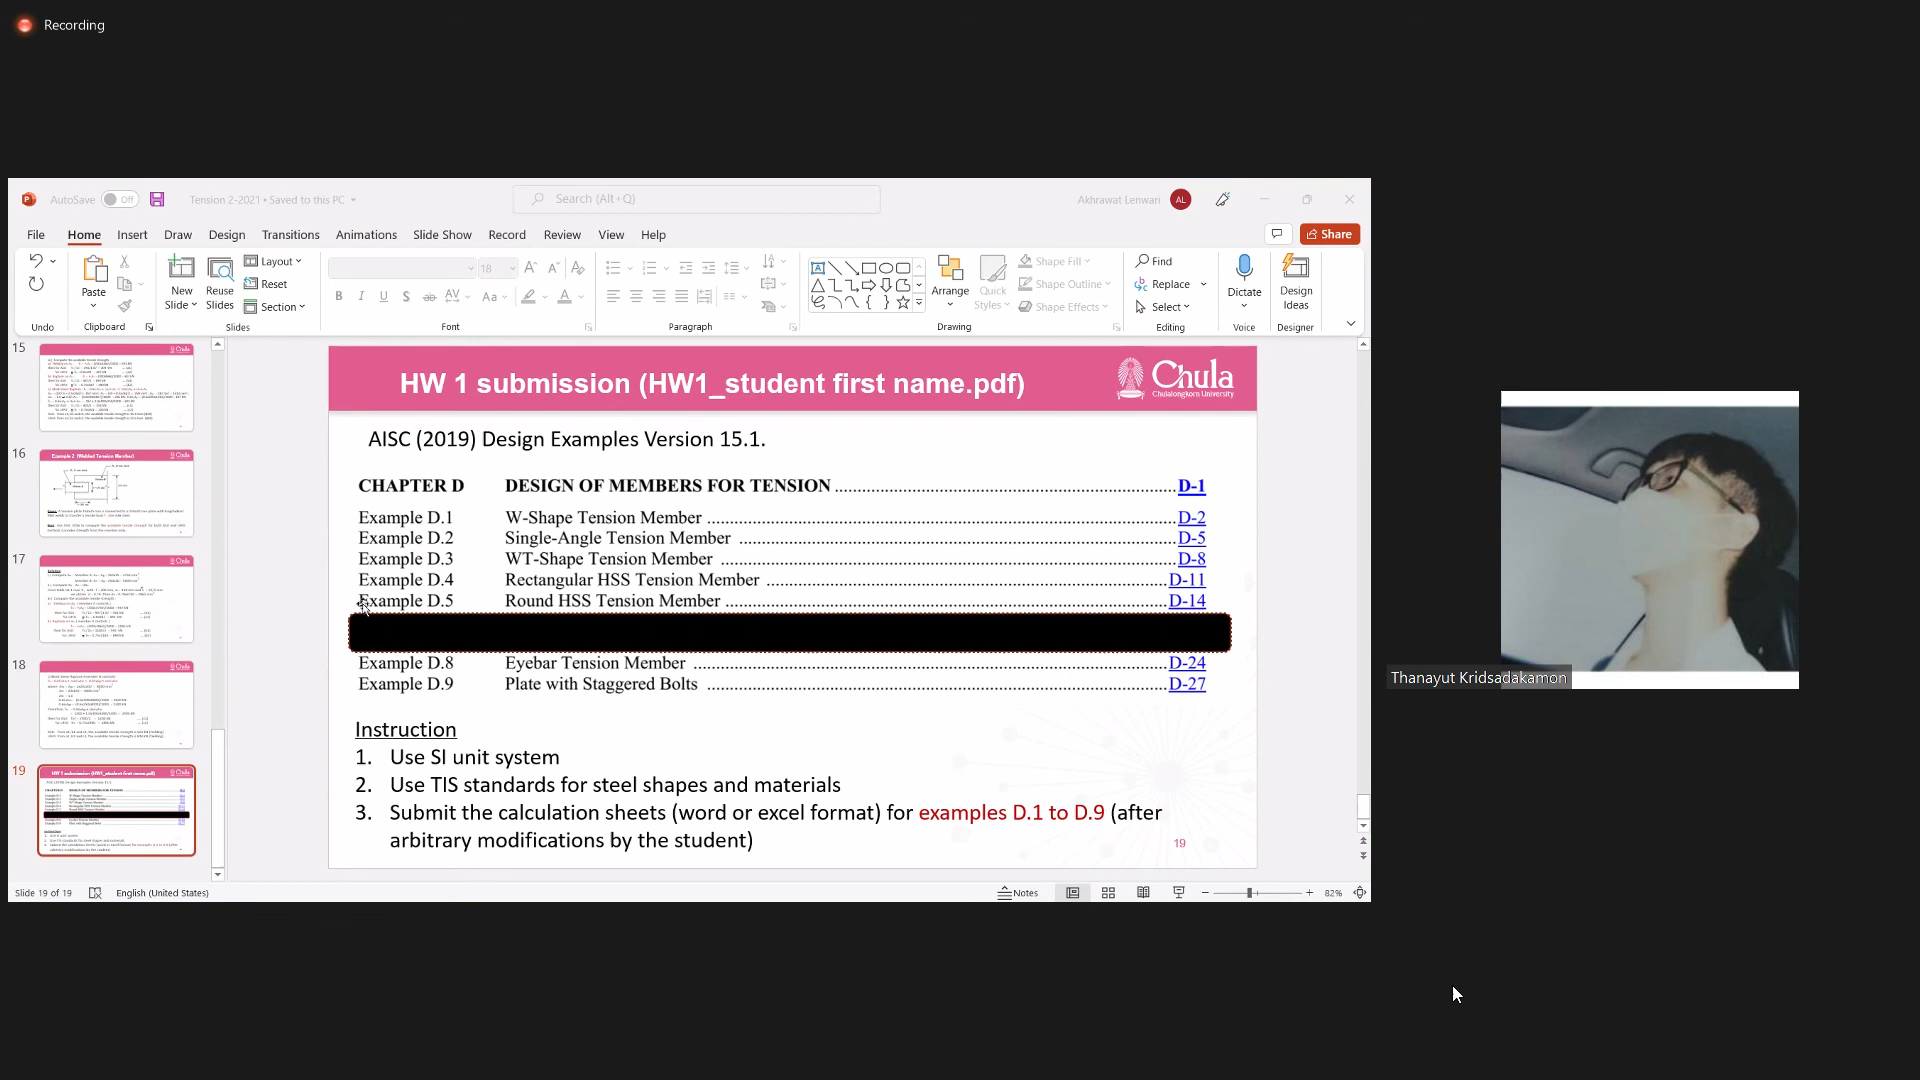 Recording
AutoSave Off Tension 2-2021 • Saved to this PC Search (Alt+Q) Akhrawat Lenwari AL
File Home Insert Draw Design Transitions Animations Slide Show Record Review View Help Share
Paste New Slide Reuse Slides Layout Reset Section 18 Arrange Quick Styles Shape Fill Shape Outline Shape Effects Find Replace Select Dictate Design Ideas
Undo Clipboard Slides Font Paragraph Drawing Editing Voice Designer
15
16
Example 2 (Welded Tension Member)
17
18
19
HW 1 submission (HW1_student first name.pdf)
Chula
Chulalongkorn University
AISC (2019) Design Examples Version 15.1.
CHAPTER D DESIGN OF MEMBERS FOR TENSION D-1
Example D.1 W-Shape Tension Member D-2
Example D.2 Single-Angle Tension Member D-5
Example D.3 WT-Shape Tension Member D-8
Example D.4 Rectangular HSS Tension Member D-11
Example D.5 Round HSS Tension Member D-14
Example D.8 Eyebar Tension Member D-24
Example D.9 Plate with Staggered Bolts D-27
Instruction
1. Use SI unit system
2. Use TIS standards for steel shapes and materials
3. Submit the calculation sheets (word or excel format) for examples D.1 to D.9 (after
arbitrary modifications by the student)
19
Slide 19 of 19 English (United States) Notes 82%
Thanayut Kridsadakamon